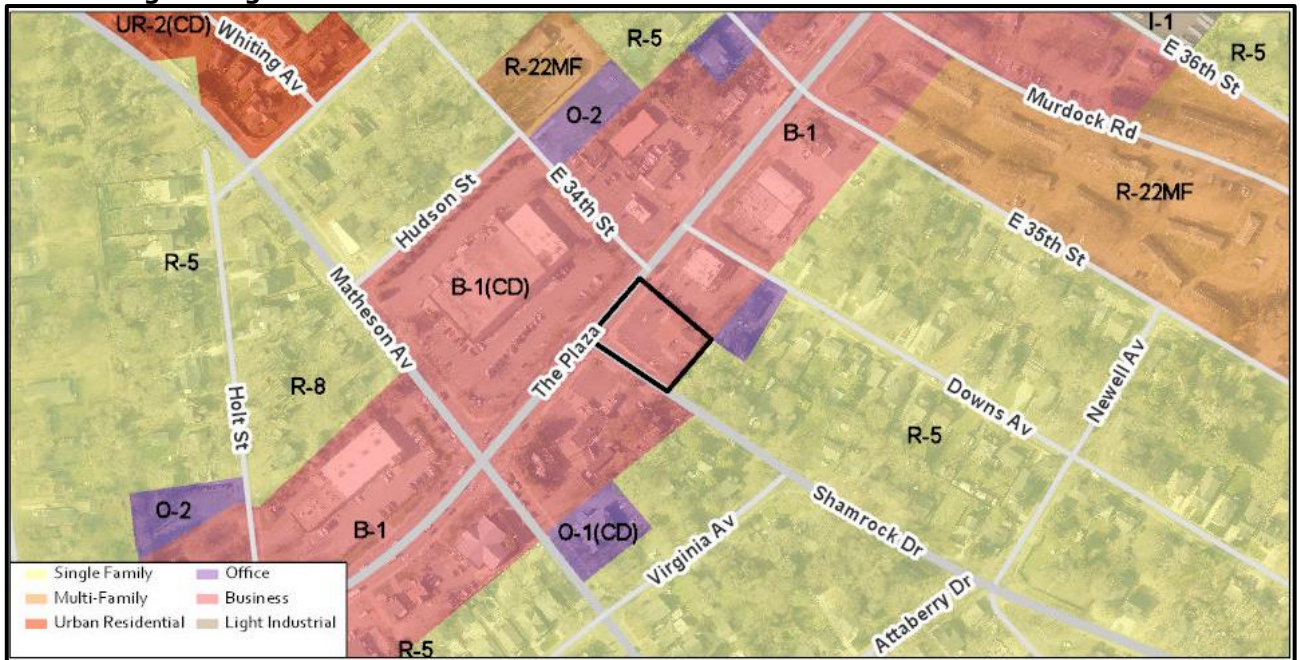 UR-2(CD)
Whiting Av
R-5
I-1
E 36th St
R-5
R-22MF
O-2
Murdock Rd
B-1
R-22MF
E 34th St
Hudson St
E 35th St
R-5
Matheson Av
B-1(CD)
The Plaza
R-8
Holt St
Downs Av
Newell Av
R-5
O-2
B-1
O-1(CD)
Virginia Av
Shamrock Dr
Attaberry Dr
R-5
Single Family
Office
Multi-Family
Business
Urban Residential
Light Industrial